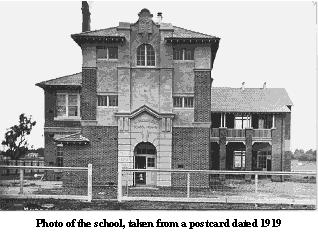 Photo of the school, taken from a postcard dated 1919